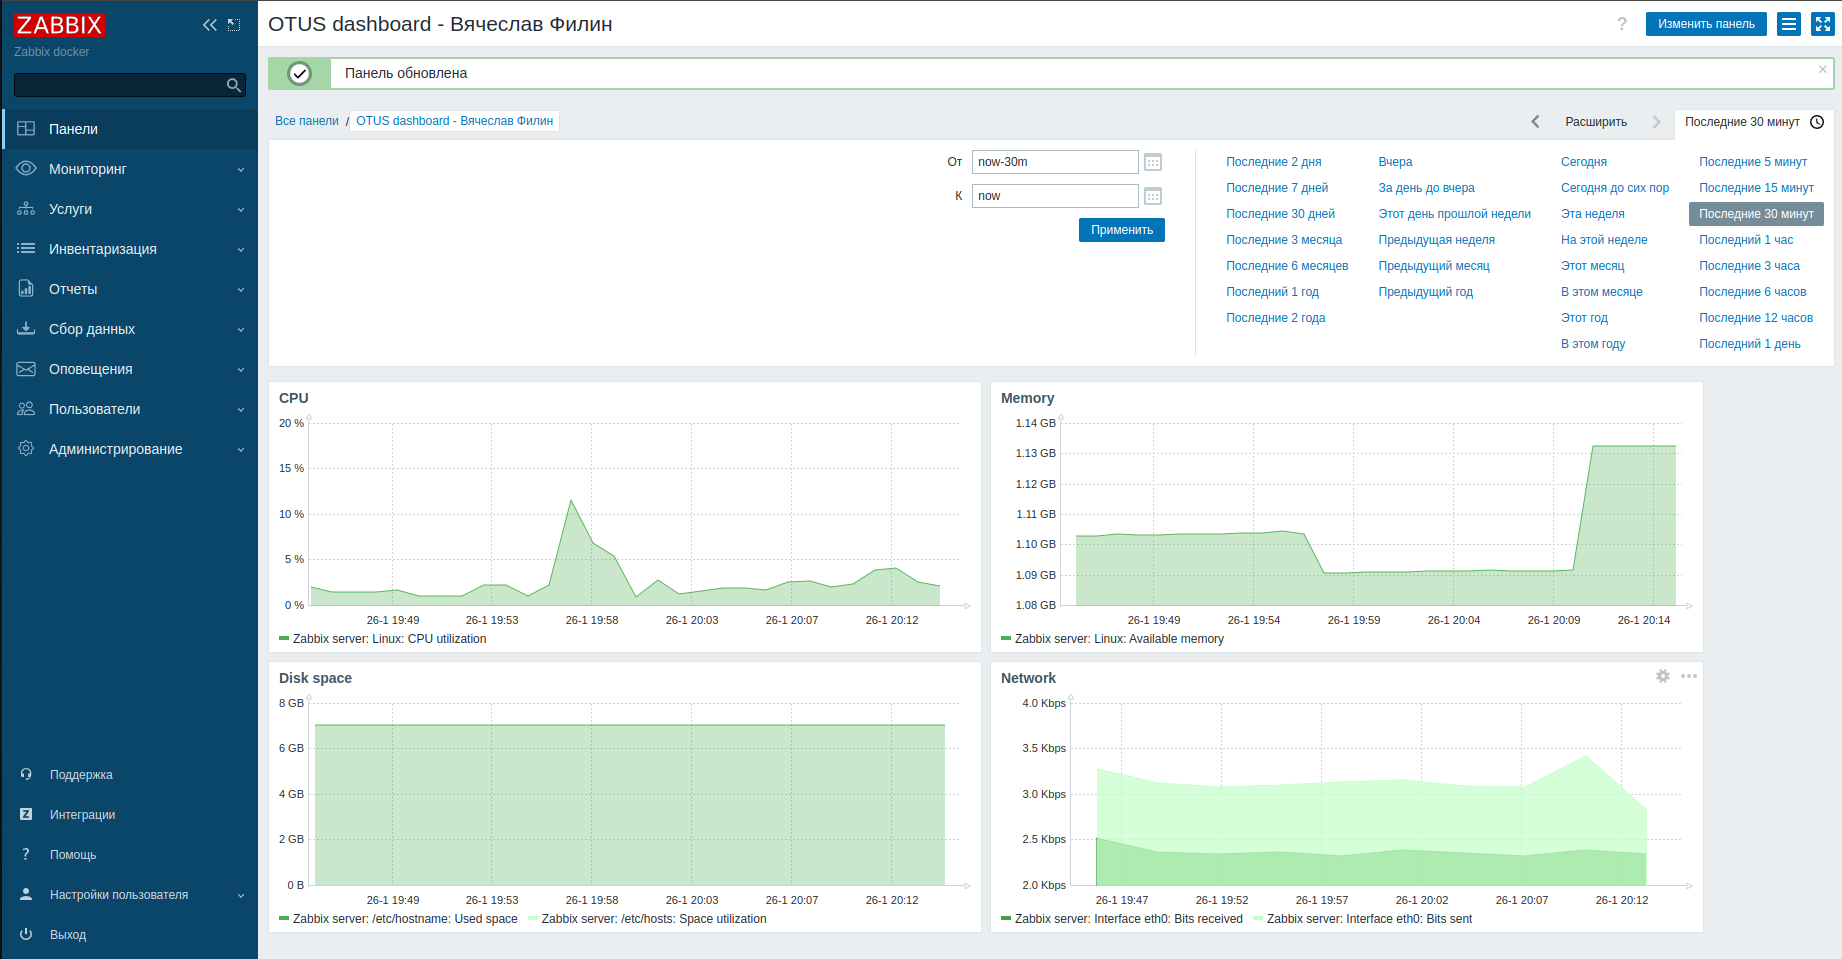 ZABBIX
Zabbix docker
Панели
Мониторинг
Услуги
Инвентаризация
Отчеты
Сбор данных
Оповещения
Пользователи
Администрирование
Поддержка
Z Интеграции
? Помощь
Настройки пользователя
Выход
OTUS dashboard - Вячеслав Филин
? Изменить панель
Панель обновлена
Все панели / OTUS dashboard - Вячеслав Филин
Расширить Последние 30 минут
От now-30m
К now
Применить
Последние 2 дня Вчера Сегодня Последние 5 минут
Последние 7 дней За день до вчера Сегодня до сих пор Последние 15 минут
Последние 30 дней Этот день прошлой недели Эта неделя Последние 30 минут
Последние 3 месяца Предыдущая неделя На этой неделе Последний 1 час
Последние 6 месяцев Предыдущий месяц Этот месяц Последние 3 часа
Последний 1 год Предыдущий год В этом месяце Последние 6 часов
Последние 2 года Этот год Последние 12 часов
В этом году Последний 1 день
CPU
20 %
15 %
10 %
5 %
0 %
26-1 19:49 26-1 19:53 26-1 19:58 26-1 20:03 26-1 20:07 26-1 20:12
Zabbix server: Linux: CPU utilization
Memory
1.14 GB
1.13 GB
1.12 GB
1.11 GB
1.10 GB
1.09 GB
1.08 GB
26-1 19:49 26-1 19:54 26-1 19:59 26-1 20:04 26-1 20:09 26-1 20:14
Zabbix server: Linux: Available memory
Disk space
8 GB
6 GB
4 GB
2 GB
0 B
26-1 19:49 26-1 19:53 26-1 19:58 26-1 20:03 26-1 20:07 26-1 20:12
Zabbix server: /etc/hostname: Used space Zabbix server: /etc/hosts: Space utilization
Network
4.0 Kbps
3.5 Kbps
3.0 Kbps
2.5 Kbps
2.0 Kbps
26-1 19:47 26-1 19:52 26-1 19:57 26-1 20:02 26-1 20:07 26-1 20:12
Zabbix server: Interface eth0: Bits received Zabbix server: Interface eth0: Bits sent